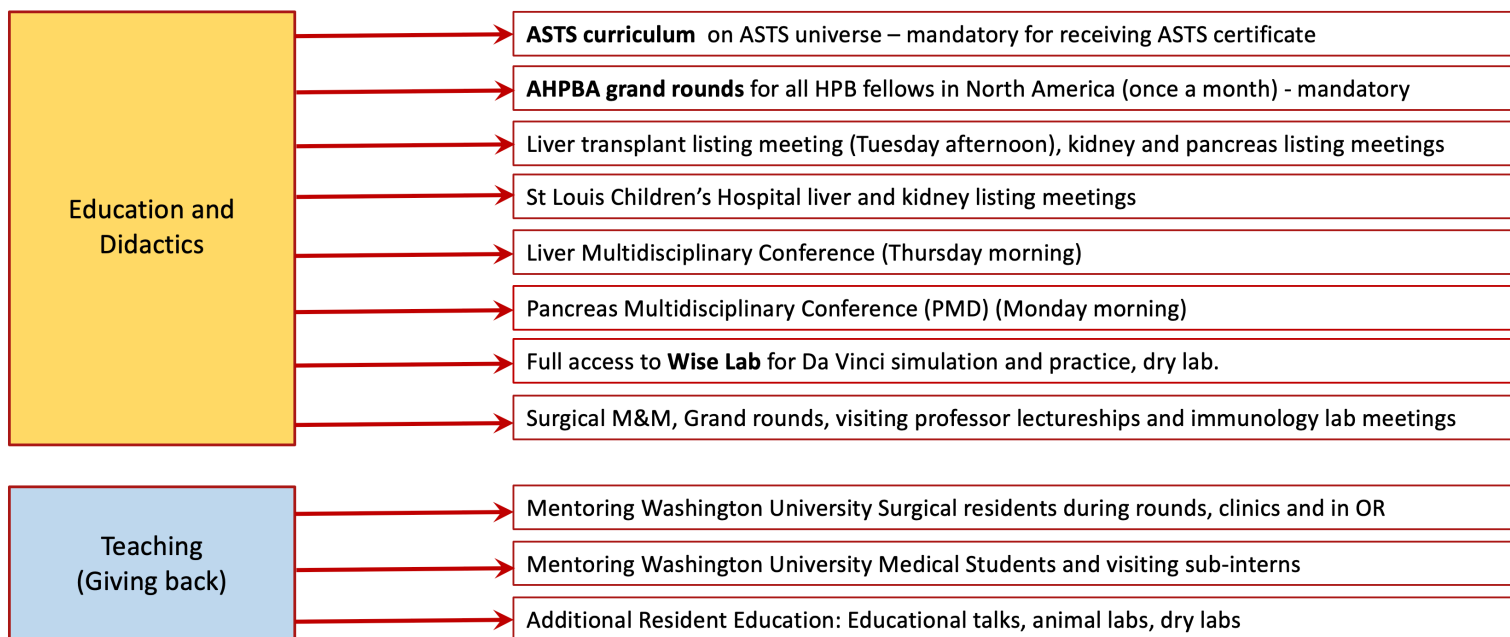 ASTS curriculum on ASTS universe – mandatory for receiving ASTS certificate
AHPBA grand rounds for all HPB fellows in North America (once a month) - mandatory
Liver transplant listing meeting (Tuesday afternoon), kidney and pancreas listing meetings
St Louis Children’s Hospital liver and kidney listing meetings
Education and
Didactics
Liver Multidisciplinary Conference (Thursday morning)
Pancreas Multidisciplinary Conference (PMD) (Monday morning)
Full access to Wise Lab for Da Vinci simulation and practice, dry lab.
Surgical M&M, Grand rounds, visiting professor lectureships and immunology lab meetings
Mentoring Washington University Surgical residents during rounds, clinics and in OR
Teaching
(Giving back)
Mentoring Washington University Medical Students and visiting sub-interns
Additional Resident Education: Educational talks, animal labs, dry labs